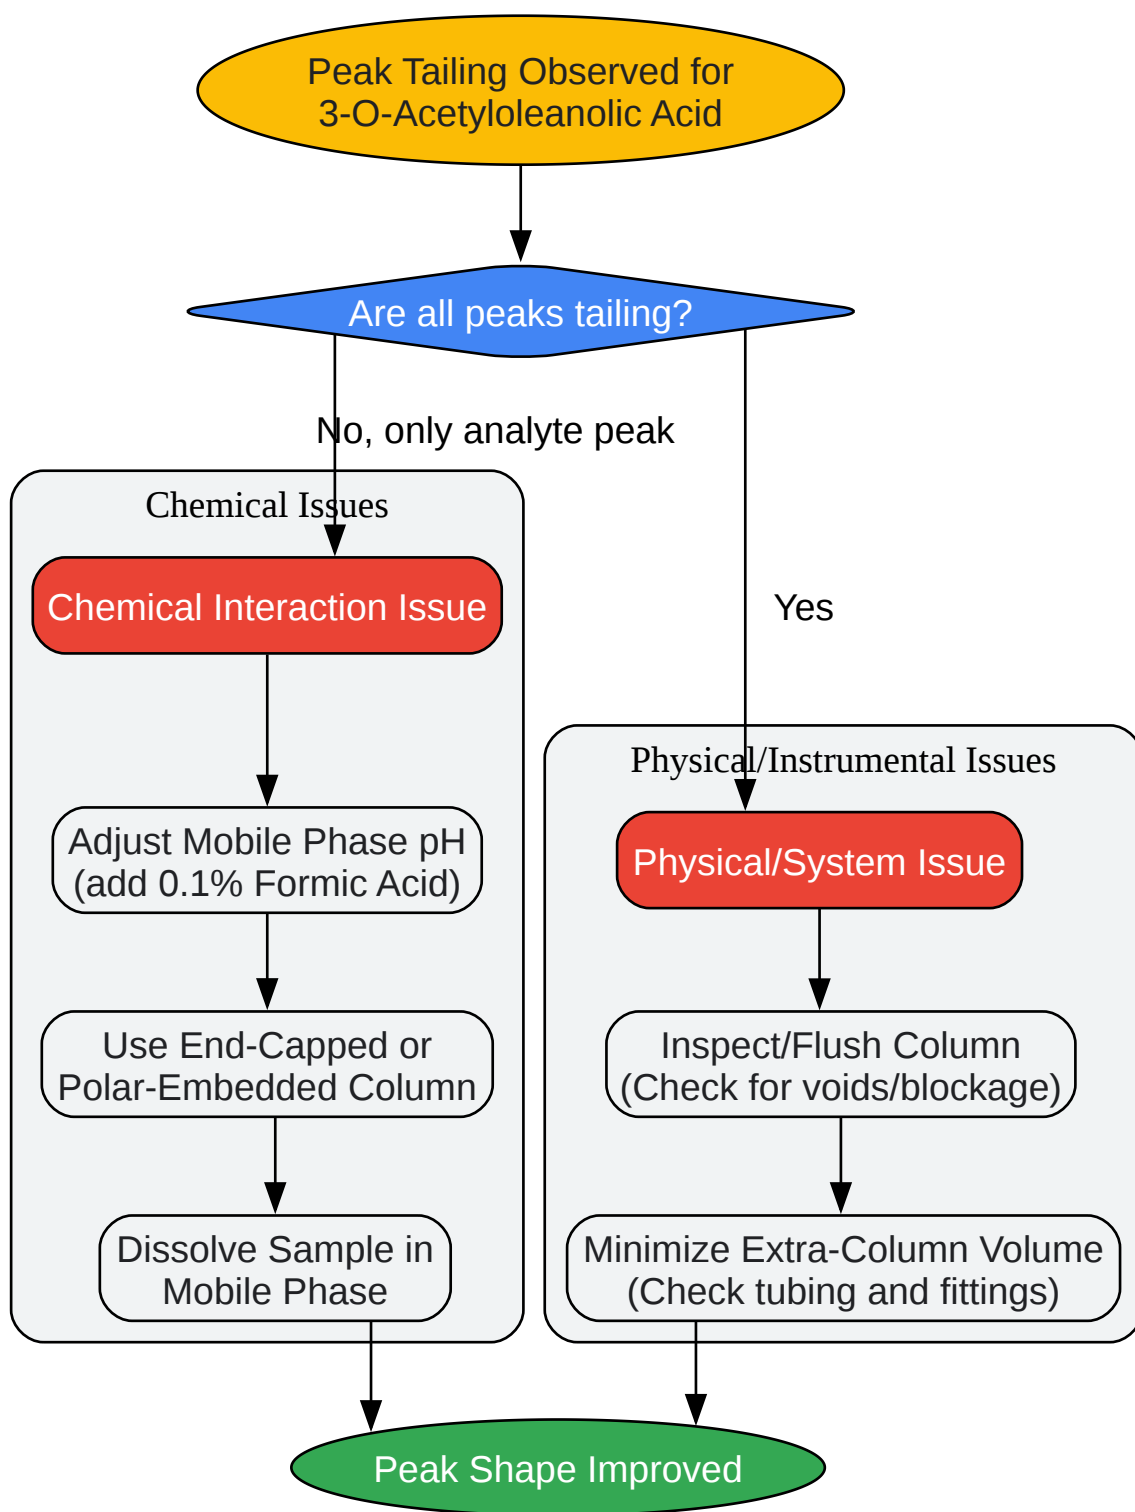 Peak Tailing Observed for
3-O-Acetyloleanolic Acid
Are all peaks tailing?
No, only analyte peak
Chemical Issues
Chemical Interaction Issue
Adjust Mobile Phase pH
(add 0.1% Formic Acid)
Use End-Capped or
Polar-Embedded Column
Dissolve Sample in
Mobile Phase
Yes
Physical/Instrumental Issues
Physical/System Issue
Inspect/Flush Column
(Check for voids/blockage)
Minimize Extra-Column Volume
(Check tubing and fittings)
Peak Shape Improved